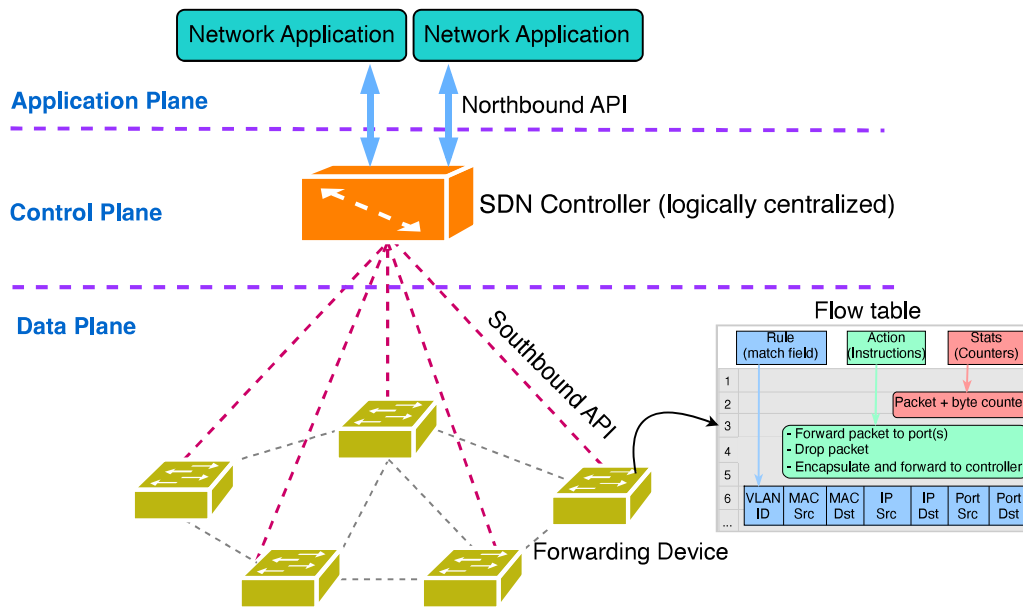 Network Application
Network Application
Northbound API
Application Plane
Control Plane
SDN Controller (logically centralized)
Data Plane
Southbound API
Forwarding Device
Flow table
Rule
(match field)
Action
(Instructions)
Stats
(Counters)
1
2
Packet + byte counte
3
- Forward packet to port(s)
4
- Drop packet
5
- Encapsulate and forward to controller
6
VLAN
ID
MAC
Src
MAC
Dst
IP
Src
IP
Dst
Port
Src
Port
Dst
...